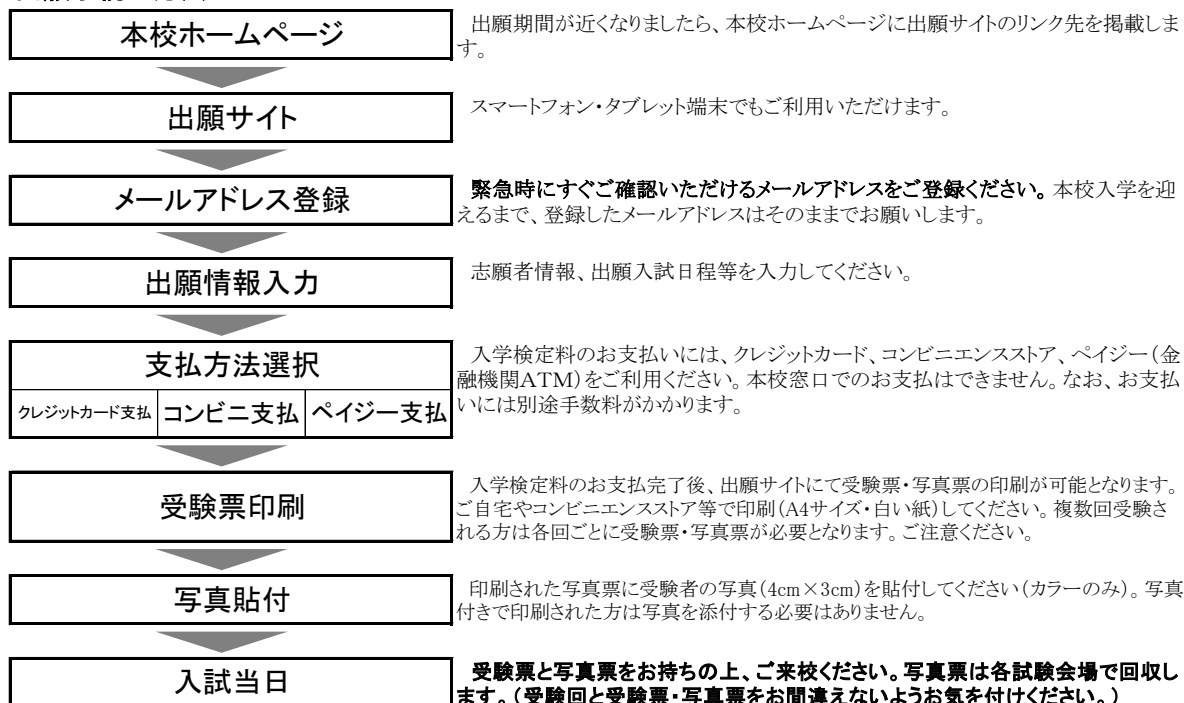 本校ホームページ
出願期間が近くなりましたら、本校ホームページに出願サイトのリンク先を掲載しま
す。
出願サイト
スマートフォン・タブレット端末でもご利用いただけます。
メールアドレス登録
緊急時にすぐご確認いただけるメールアドレスをご登録ください。本校入学を迎
えるまで、登録したメールアドレスはそのままでお願いします。
出願情報入力
志願者情報、出願入試日程等を入力してください。
支払方法選択
クレジットカード支払 コンビニ支払 ペイジー支払
入学検定料のお支払いには、クレジットカード、コンビニエンスストア、ペイジー(金
融機関ATM)をご利用ください。本校窓口でのお支払はできません。なお、お支払
いには別途手数料がかかります。
受験票印刷
入学検定料のお支払完了後、出願サイトにて受験票・写真票の印刷が可能となります。
ご自宅やコンビニエンスストア等で印刷(A4サイズ・白い紙)してください。複数回受験さ
れる方は各回ごとに受験票・写真票が必要となります。ご注意ください。
写真貼付
印刷された写真票に受験者の写真(4cm×3cm)を貼付してください(カラーのみ)。写真
付きで印刷された方は写真を添付する必要はありません。
入試当日
受験票と写真票をお持ちの上、ご来校ください。写真票は各試験会場で回収し
ます。(受験回と受験票・写真票をお間違えないようお気を付けください。)